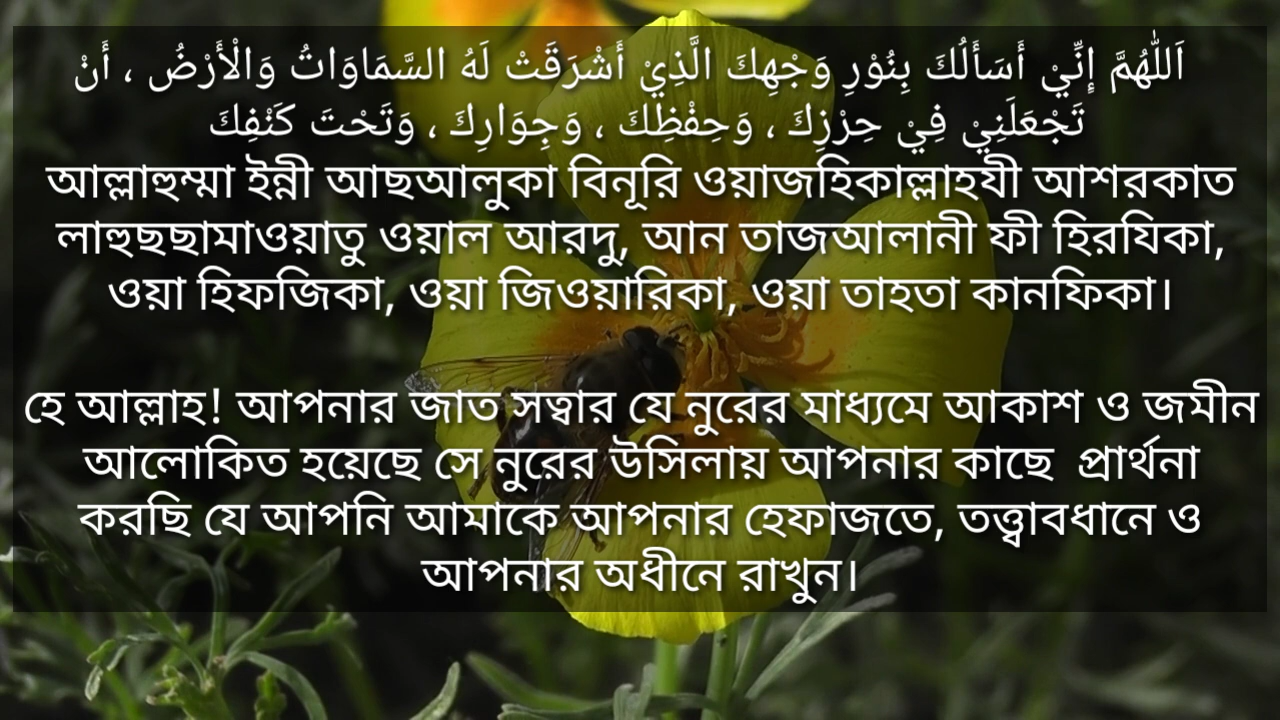 اَللّٰهُمَّ إِنِّيْ أَسَأَلُكَ بِنُوْرِ وَجْهِكَ الَّذِيْ أَشْرَقَتْ لَهُ السَّمَاوَاتُ وَالْأَرْضُ ، أَنْ
تَجْعَلَنِيْ فِيْ حِرْزِكَ ، وَحِفْظِكَ ، وَجِوَارِكَ ، وَتَحْتَ كَنْفِكَ
আল্লাহুম্মা ইন্নী আছআলুকা বিনূরি ওয়াজহিকাল্লাহযী আশরকাত
লাহুছছামাওয়াতু ওয়াল আরদু, আন তাজআলানী ফী হিরযিকা,
ওয়া হিফজিকা, ওয়া জিওয়ারিকা, ওয়া তাহতা কানফিকা।
হে আল্লাহ! আপনার জাত সত্বার যে নুরের মাধ্যমে আকাশ ও জমীন
আলোকিত হয়েছে সে নুরের উসিলায় আপনার কাছে প্রার্থনা
করছি যে আপনি আমাকে আপনার হেফাজতে, তত্ত্বাবধানে ও
আপনার অধীনে রাখুন।